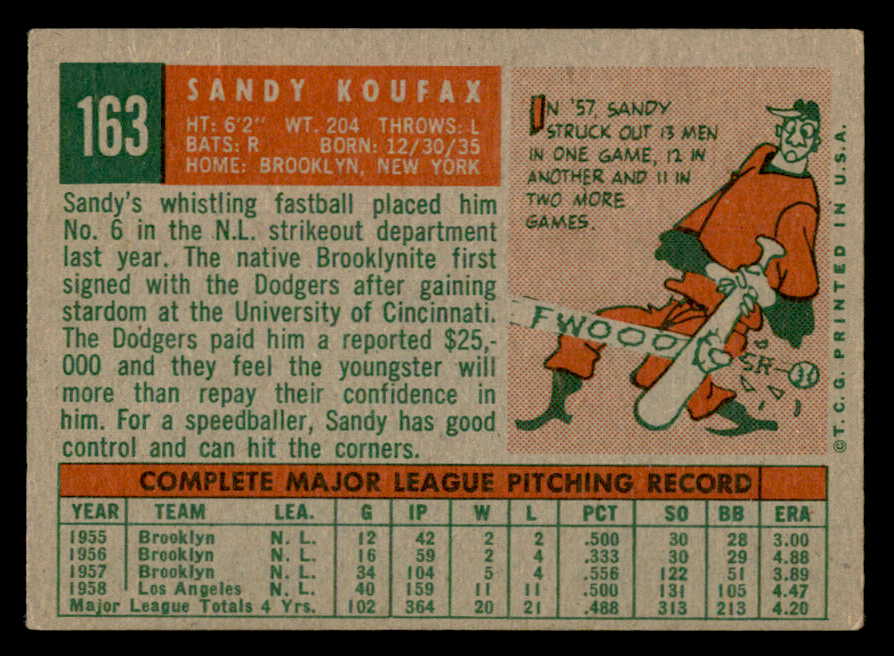 163
SANDY KOUFAX
HT: 6'2" WT. 204 THROWS: L
BATS: R BORN: 12/30/35
HOME: BROOKLYN, NEW YORK
Sandy's whistling fastball placed him
No. 6 in the N.L. strikeout department
last year. The native Brooklynite first
signed with the Dodgers after gaining
stardom at the University of Cincinnati.
The Dodgers paid him a reported $25,-
000 and they feel the youngster will
more than repay their confidence in
him. For a speedballer, Sandy has good
control and can hit the corners.
IN '57, SANDY
STRUCK OUT 13 MEN
IN ONE GAME, 12 IN
ANOTHER AND 11 IN
TWO MORE
GAMES.
FWOOO
SR
©T.C.G. PRINTED IN U.S.A.
COMPLETE MAJOR LEAGUE PITCHING RECORD
YEAR TEAM LEA. G IP W L PCT SO BB ERA
1955 Brooklyn N. L. 12 42 2 2 .500 30 28 3.00
1956 Brooklyn N. L. 16 59 2 4 .333 30 29 4.88
1957 Brooklyn N. L. 34 104 5 4 .556 122 51 3.89
1958 Los Angeles N. L. 40 159 11 11 .500 131 105 4.47
Major League Totals 4 Yrs. 102 364 20 21 .488 313 213 4.20